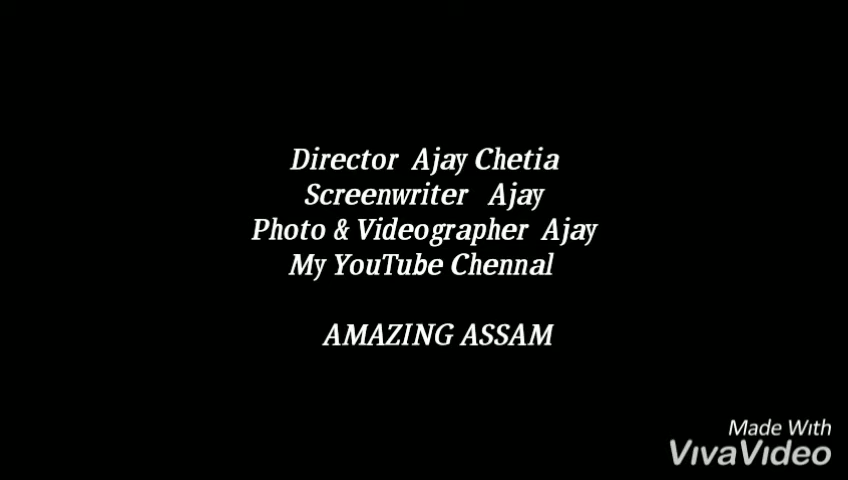 Director Ajay Chetia
Screenwriter Ajay
Photo & Videographer Ajay
My YouTube Chennal
AMAZING ASSAM
Made With
VivaVideo